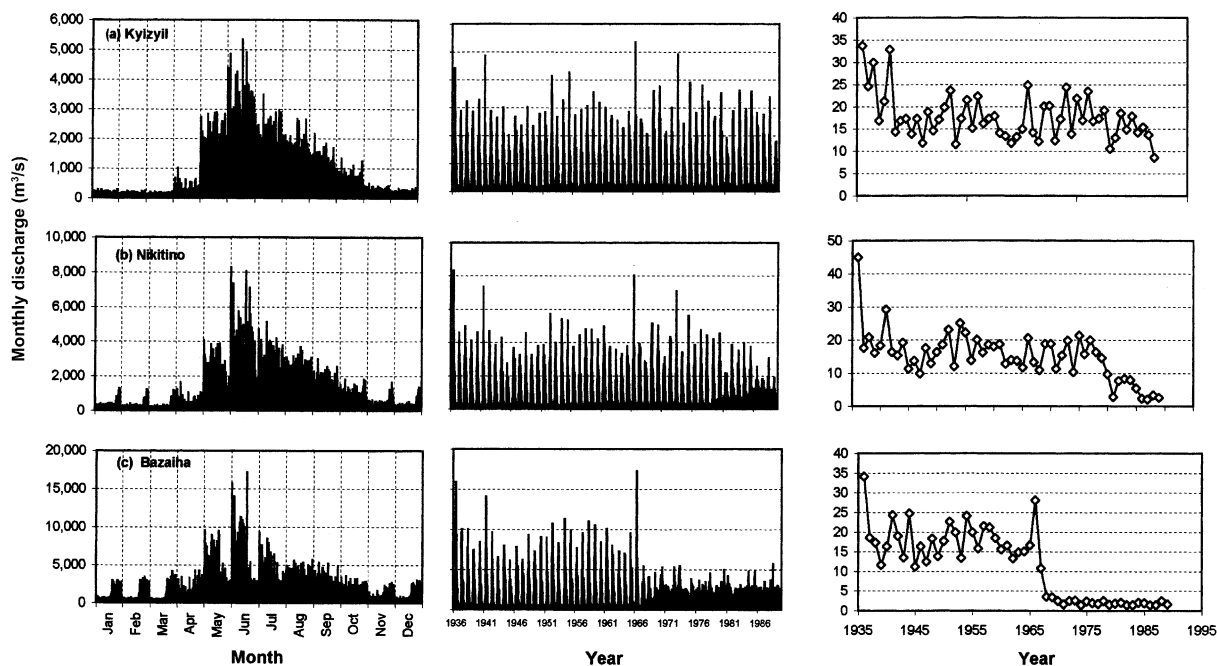 Monthly discharge (m³/s)
(a) Kyizyil
6,000
5,000
4,000
3,000
2,000
1,000
0
40
35
30
25
20
15
10
5
0
(b) Nikitino
10,000
8,000
6,000
4,000
2,000
0
50
40
30
20
10
0
(c) Bazaiha
20,000
15,000
10,000
5,000
0
Jan
Feb
Mar
Apr
May
Jun
Jul
Aug
Sep
Oct
Nov
Dec
Month
1936 1941 1946 1951 1956 1961 1966 1971 1976 1981 1986
Year
40
35
30
25
20
15
10
5
0
1935 1945 1955 1965 1975 1985 1995
Year